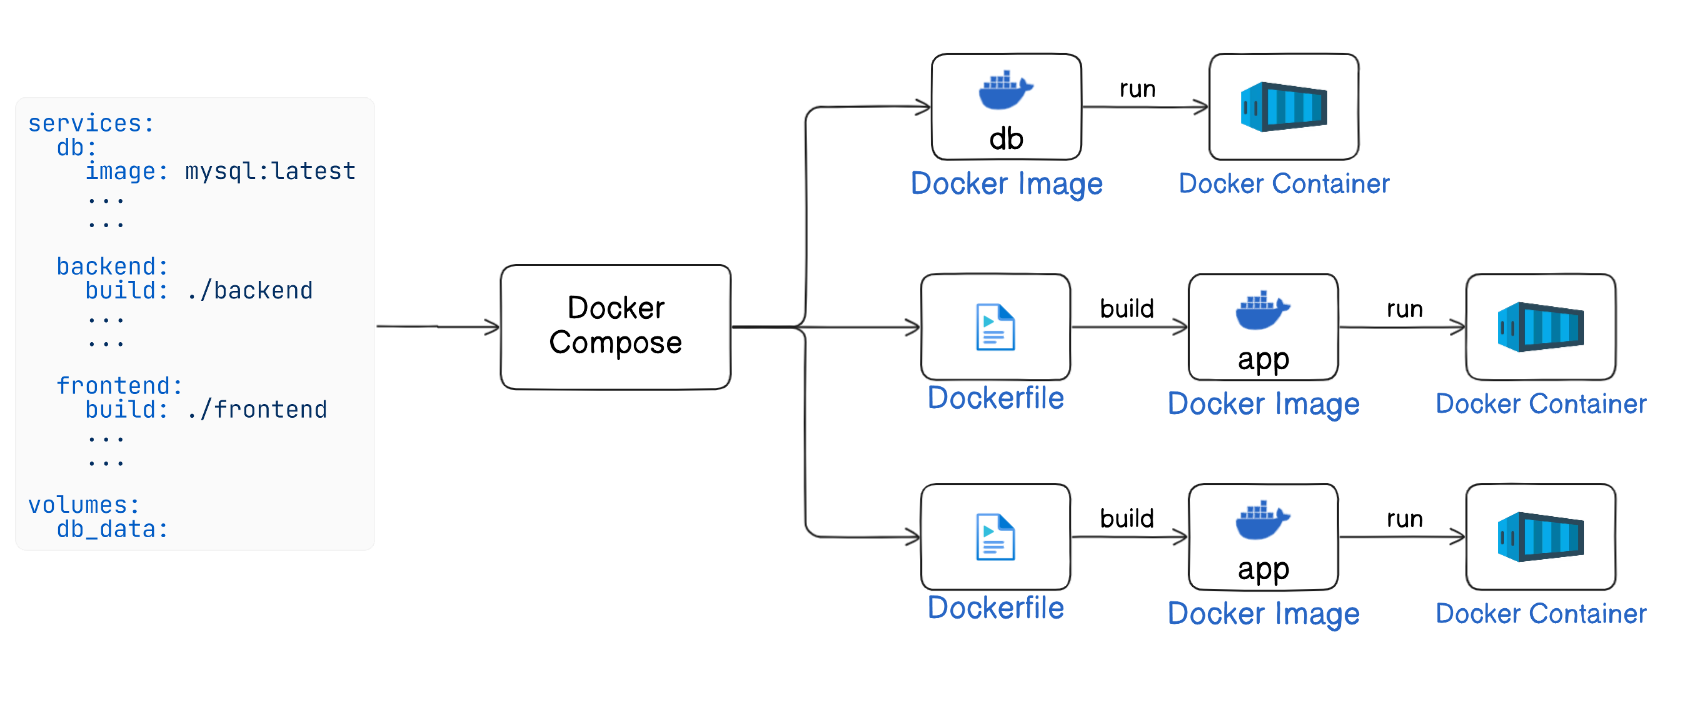 services:
  db:
    image: mysql:latest
    ...
    ...
  backend:
    build: ./backend
    ...
    ...
  frontend:
    build: ./frontend
    ...
    ...
volumes:
  db_data:
Docker
Compose
db
Docker Image
run
Docker Container
Dockerfile
build
app
Docker Image
run
Docker Container
Dockerfile
build
app
Docker Image
run
Docker Container